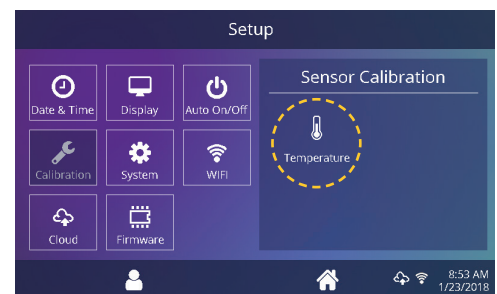 Setup
Date & Time
Display
Auto On/Off
Calibration
System
WIFI
Cloud
Firmware
Sensor Calibration
Temperature
8:53 AM
1/23/2018